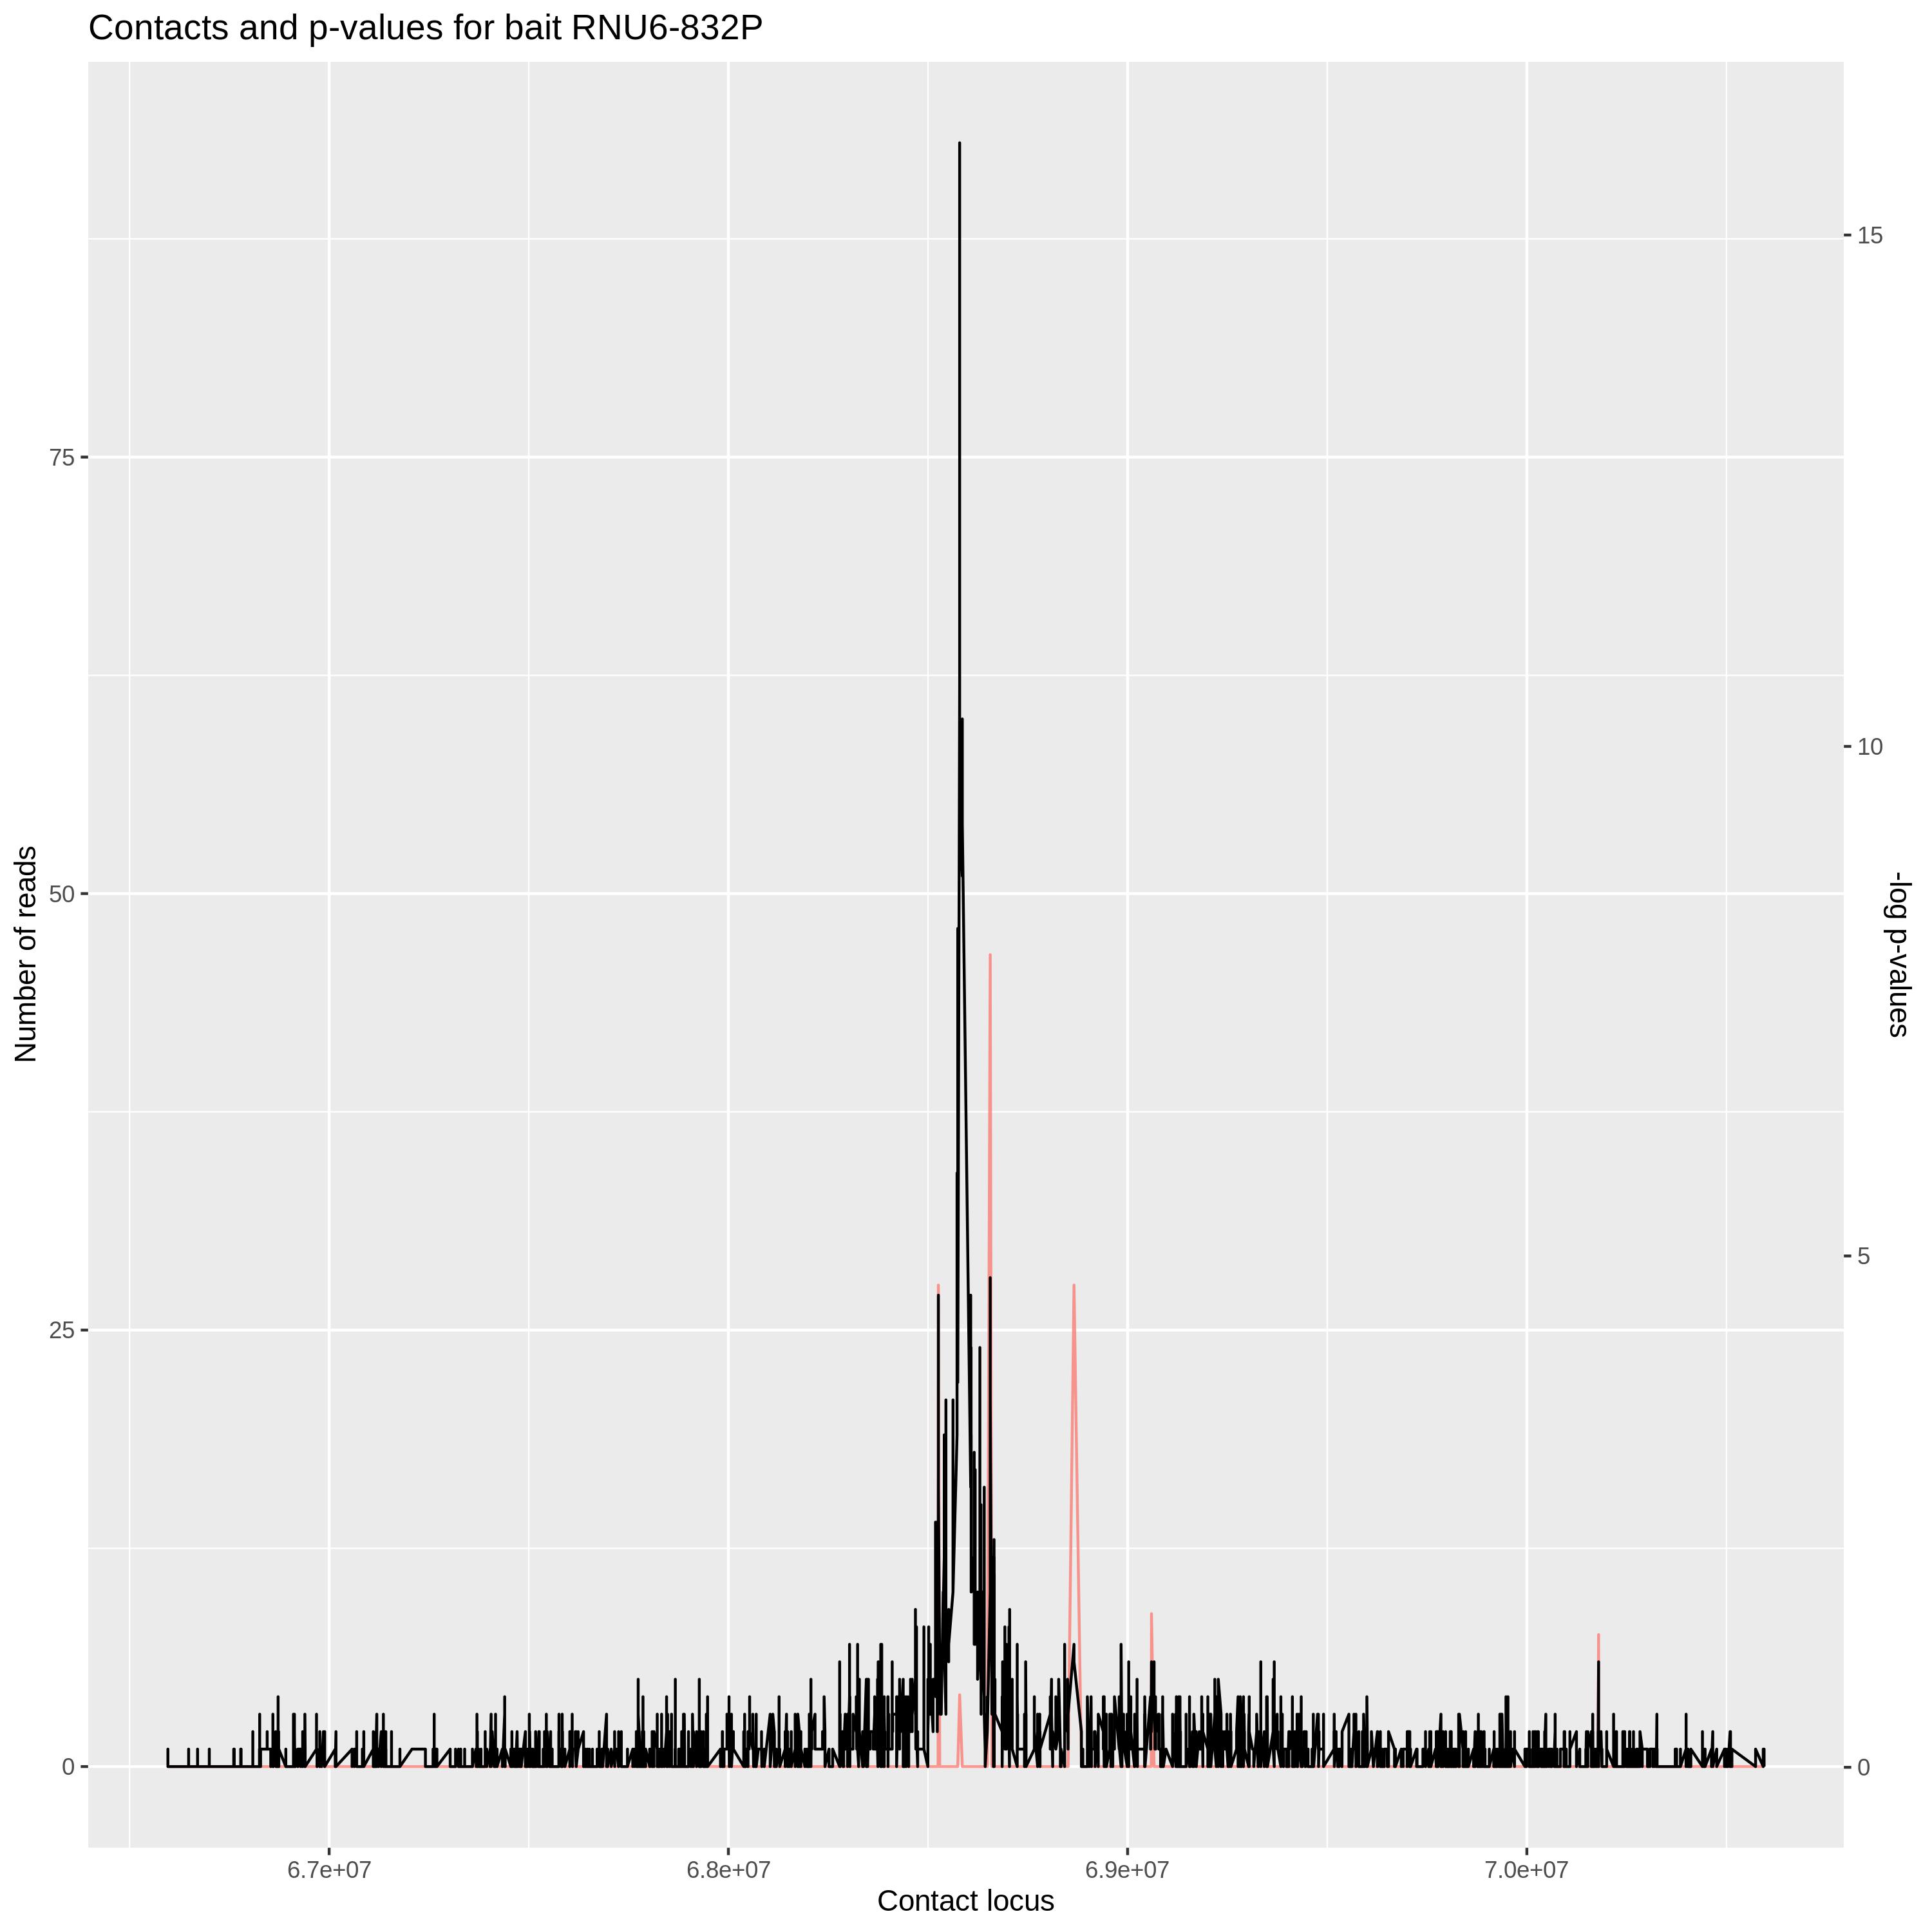 Contacts and p-values for bait RNU6-832P
Number of reads
75
50
25
0
15
10
5
0
-log p-values
6.7e+07
6.8e+07
6.9e+07
7.0e+07
Contact locus